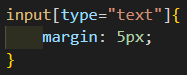 input[type="text"]{
    margin: 5px;
}